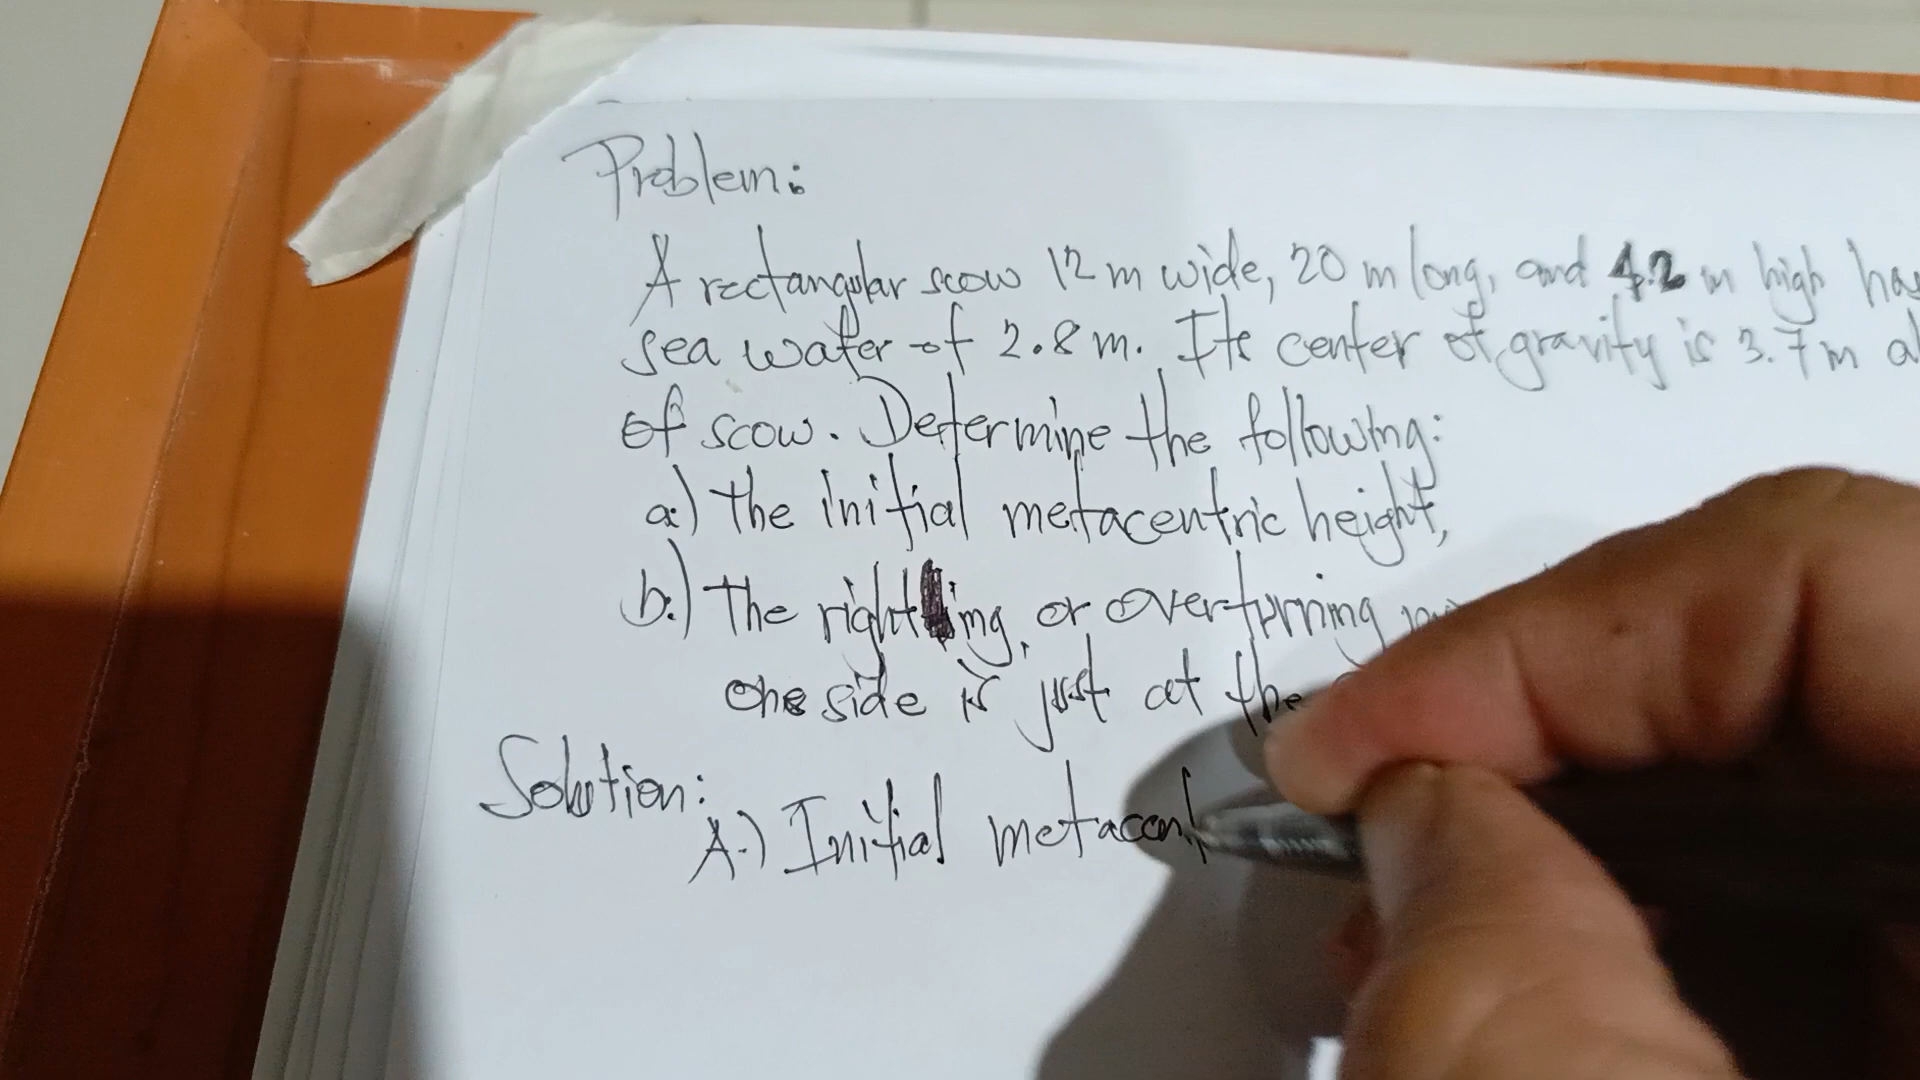 Problem:
A rectangular scow 12 m wide, 20 m long, and 4.2 m high has
sea water of 2.8 m. Its center of gravity is 3.7 m
of scow. Determine the following:
a.) the initial metacentric height,
b.) the righting or overturning
one side is just at the
Solution:
A.) Initial metacent